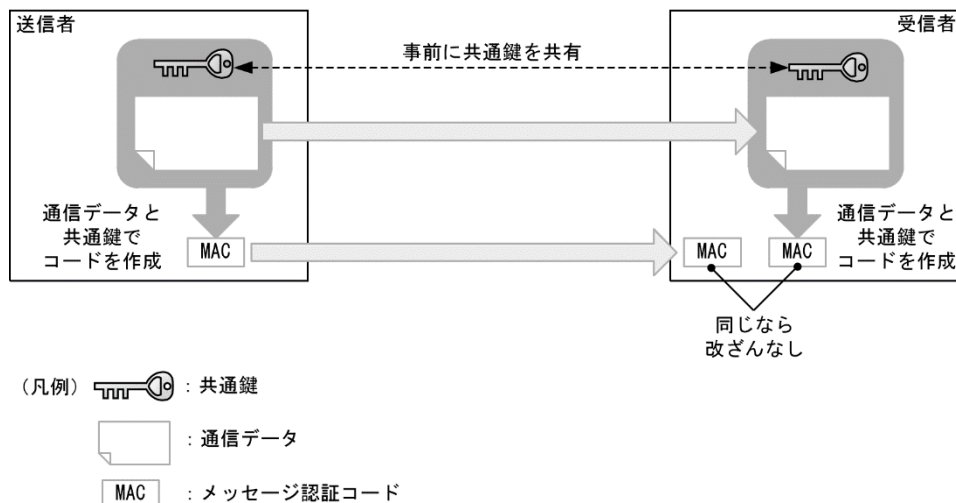 送信者
受信者
事前に共通鍵を共有
通信データと
共通鍵で
コードを作成
MAC
MAC
MAC
通信データと
共通鍵で
コードを作成
同じなら
改ざんなし
(凡例)
:共通鍵
:通信データ
MAC :メッセージ認証コード